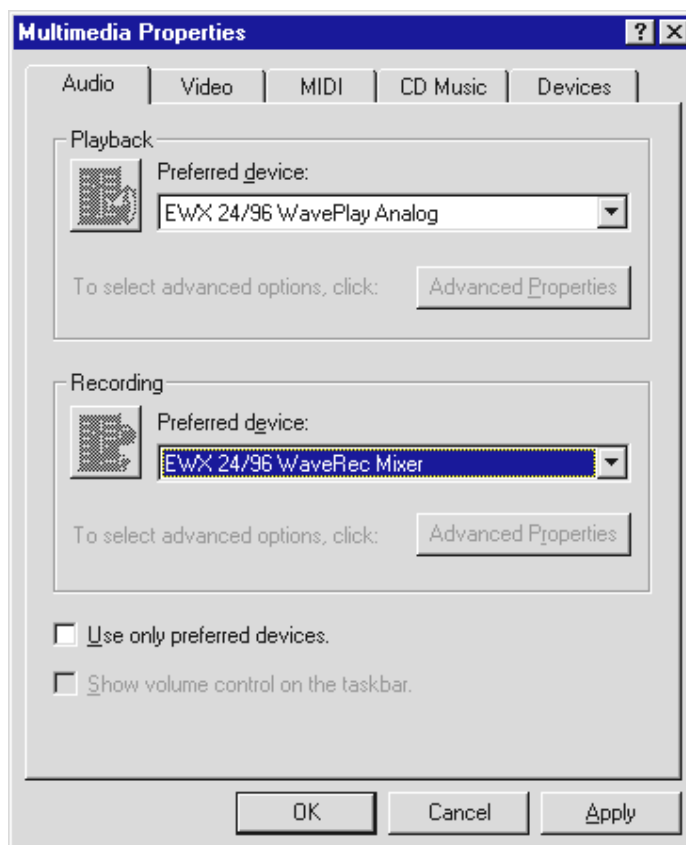 Multimedia Properties
Audio Video MIDI CD Music Devices
Playback
Preferred device:
EWX 24/96 WavePlay Analog
To select advanced options, click: Advanced Properties
Recording
Preferred device:
EWX 24/96 WaveRec Mixer
To select advanced options, click: Advanced Properties
Use only preferred devices.
Show volume control on the taskbar.
OK Cancel Apply